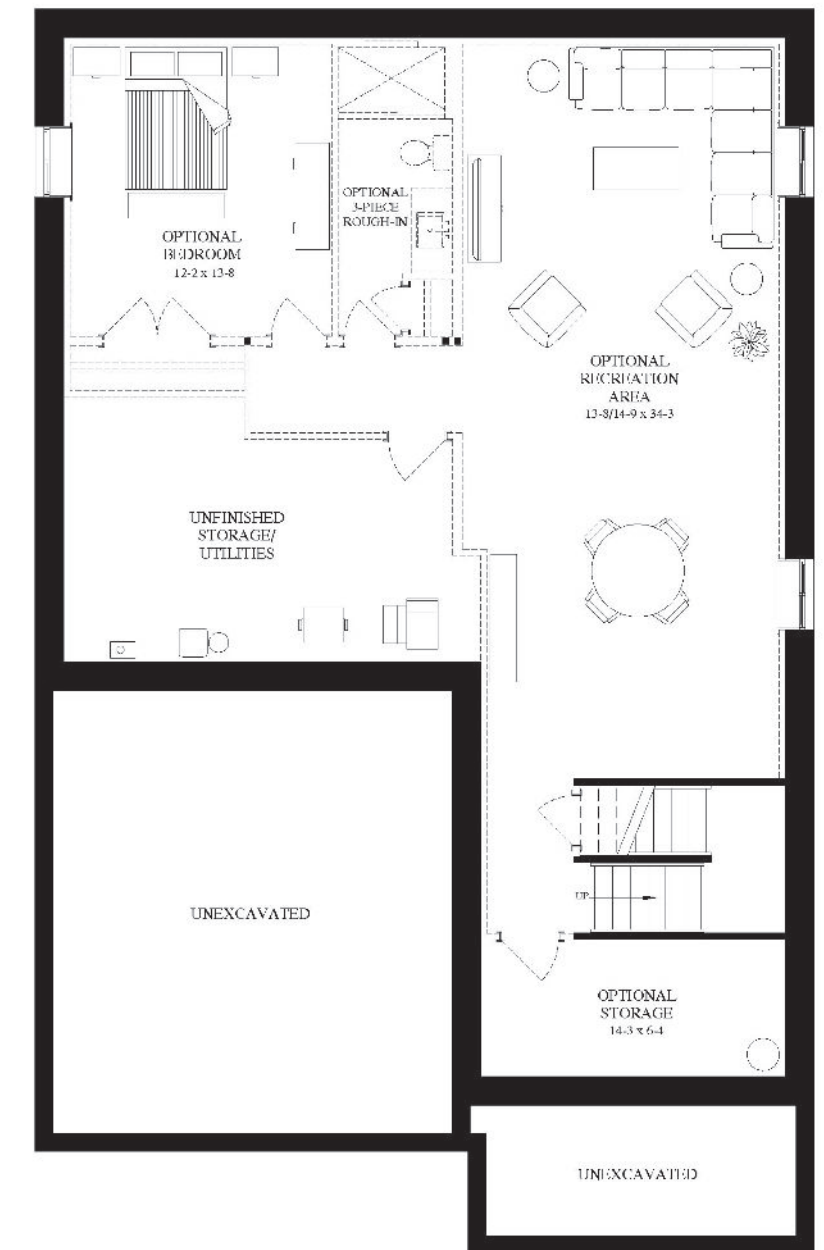 OPTIONAL
3-PIECE
ROUGH-IN
OPTIONAL
BEDROOM
12-2 x 13-8
OPTIONAL
RECREATION
AREA
13-8/14-9 x 34-3
UNFINISHED
STORAGE/
UTILITIES
UP
UNEXCAVATED
OPTIONAL
STORAGE
14-3 x 6-4
UNEXCAVATED